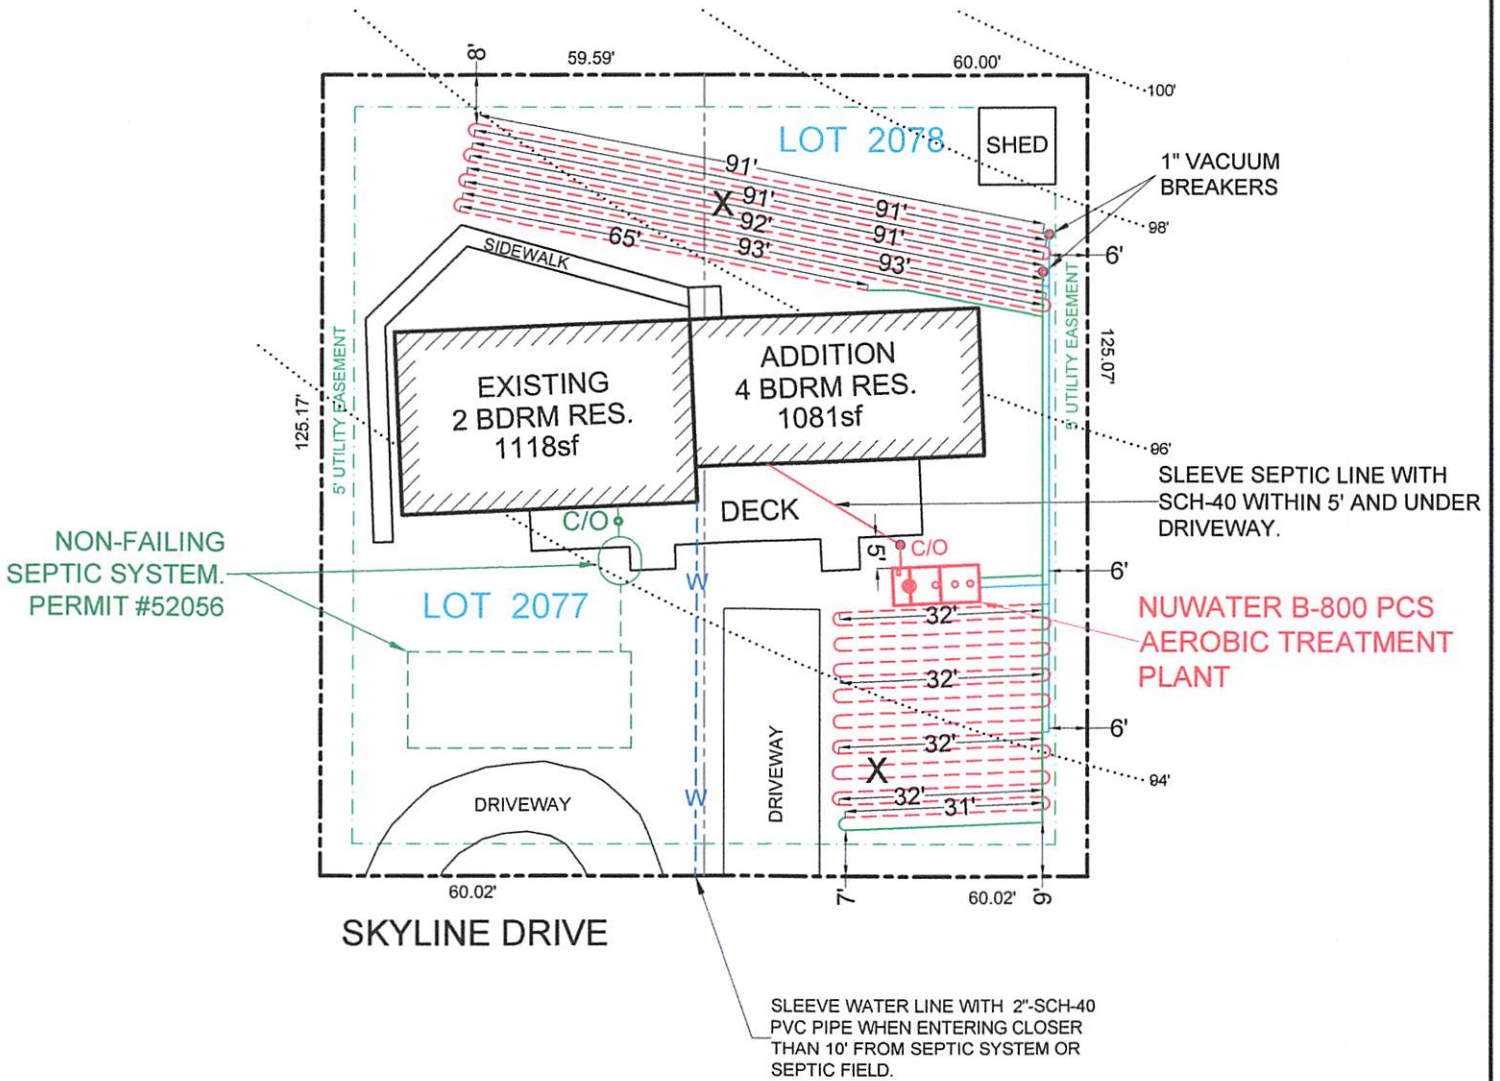 8'
59.59'
60.00'
100'
LOT 2078
SHED
1" VACUUM
BREAKERS
91'
X
91'
91'
92'
91'
98'
65'
93'
93'
6'
SIDEWALK
5' UTILITY EASEMENT
5' UTILITY EASEMENT
125.07'
125.17'
EXISTING
2 BDRM RES.
1118sf
ADDITION
4 BDRM RES.
1081sf
96'
SLEEVE SEPTIC LINE WITH
SCH-40 WITHIN 5' AND UNDER
DRIVEWAY.
DECK
C/O
C/O
5'
6'
NON-FAILING
SEPTIC SYSTEM.
PERMIT #52056
LOT 2077
W
NUWATER B-800 PCS
AEROBIC TREATMENT
PLANT
32'
32'
32'
6'
X
94'
32'
31'
W
DRIVEWAY
DRIVEWAY
60.02'
7'
60.02'
6'
SKYLINE DRIVE
SLEEVE WATER LINE WITH 2"-SCH-40
PVC PIPE WHEN ENTERING CLOSER
THAN 10' FROM SEPTIC SYSTEM OR
SEPTIC FIELD.